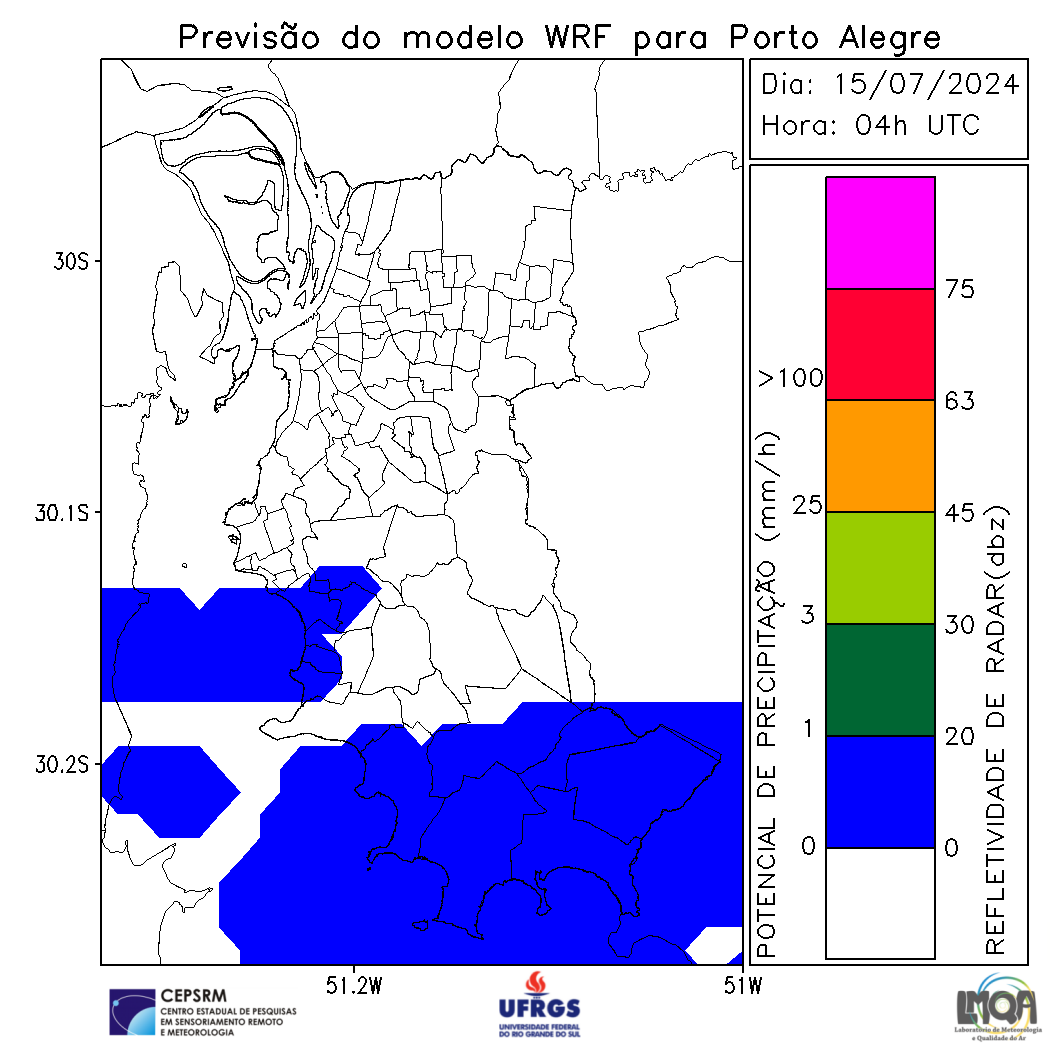 Previsão do modelo WRF para Porto Alegre
Dia: 15/07/2024
Hora: 04h UTC
30S
30.1S
30.2S
51.2W
51W
POTENCIAL DE PRECIPITAÇÃO (mm/h)
>100
25
3
1
0
75
63
45
30
20
0
REFLETIVIDADE DE RADAR(dbz)
CEPSRM
CENTRO ESTADUAL DE PESQUISAS
EM SENSORIAMENTO REMOTO
E METEOROLOGIA
UFRGS
UNIVERSIDADE FEDERAL
DO RIO GRANDE DO SUL
LMQA
Laboratório de Meteorologia
e Qualidade do Ar